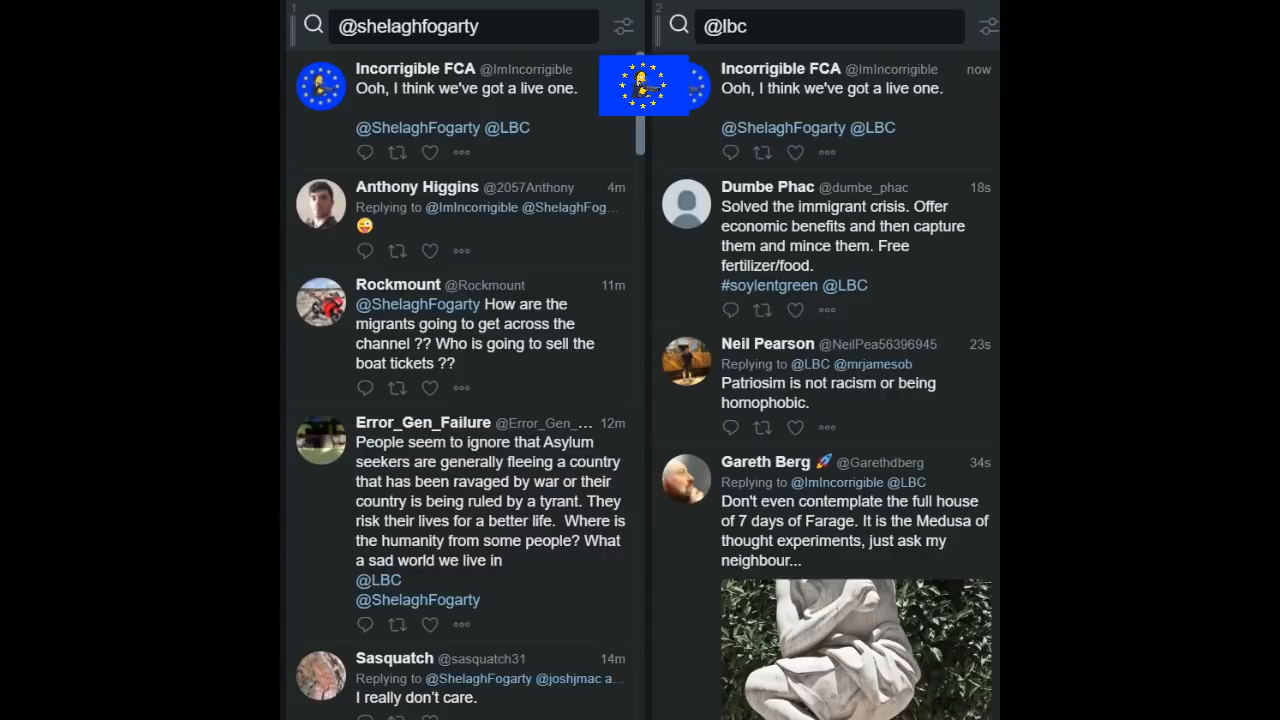 1
@shelaghfogarty
Incorrigible FCA @ImIncorrigible
Ooh, I think we've got a live one.
@ShelaghFogarty @LBC
Anthony Higgins @2057Anthony 4m
Replying to @ImIncorrigible @ShelaghFog...
😜
Rockmount @Rockmount 11m
@ShelaghFogarty How are the
migrants going to get across the
channel ?? Who is going to sell the
boat tickets ??
Error_Gen_Failure @Error_Gen_... 12m
People seem to ignore that Asylum
seekers are generally fleeing a country
that has been ravaged by war or their
country is being ruled by a tyrant. They
risk their lives for a better life.  Where is
the humanity from some people? What
a sad world we live in
@LBC
@ShelaghFogarty
Sasquatch @sasquatch31 14m
Replying to @ShelaghFogarty @joshjmac a...
I really don't care.
2
@lbc
Incorrigible FCA @ImIncorrigible now
Ooh, I think we've got a live one.
@ShelaghFogarty @LBC
Dumbe Phac @dumbe_phac 18s
Solved the immigrant crisis. Offer
economic benefits and then capture
them and mince them. Free
fertilizer/food.
#soylentgreen @LBC
Neil Pearson @NeilPea56396945 23s
Replying to @LBC @mrjamesob
Patriosim is not racism or being
homophobic.
Gareth Berg 🚀 @Garethdberg 34s
Replying to @ImIncorrigible @LBC
Don't even contemplate the full house
of 7 days of Farage. It is the Medusa of
thought experiments, just ask my
neighbour...